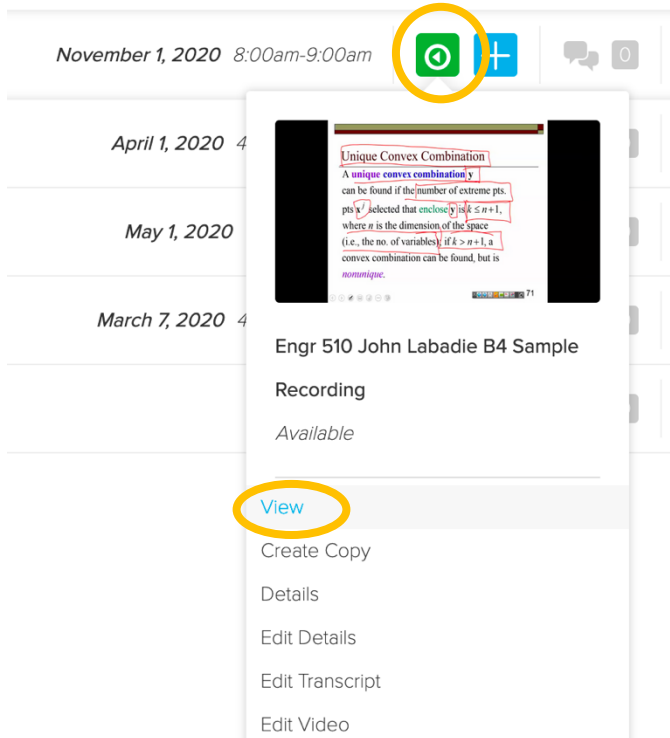 November 1, 2020 8:00am-9:00am 0
April 1, 2020 4
Unique Convex Combination
A unique convex combination y
can be found if the number of extreme pts.
pts xʲ selected that enclose y is k ≤ n+1,
where n is the dimension of the space
(i.e., the no. of variables); if k > n+1, a
convex combination can be found, but is
nonunique.
71
May 1, 2020
March 7, 2020 4
Engr 510 John Labadie B4 Sample
Recording
Available
View
Create Copy
Details
Edit Details
Edit Transcript
Edit Video